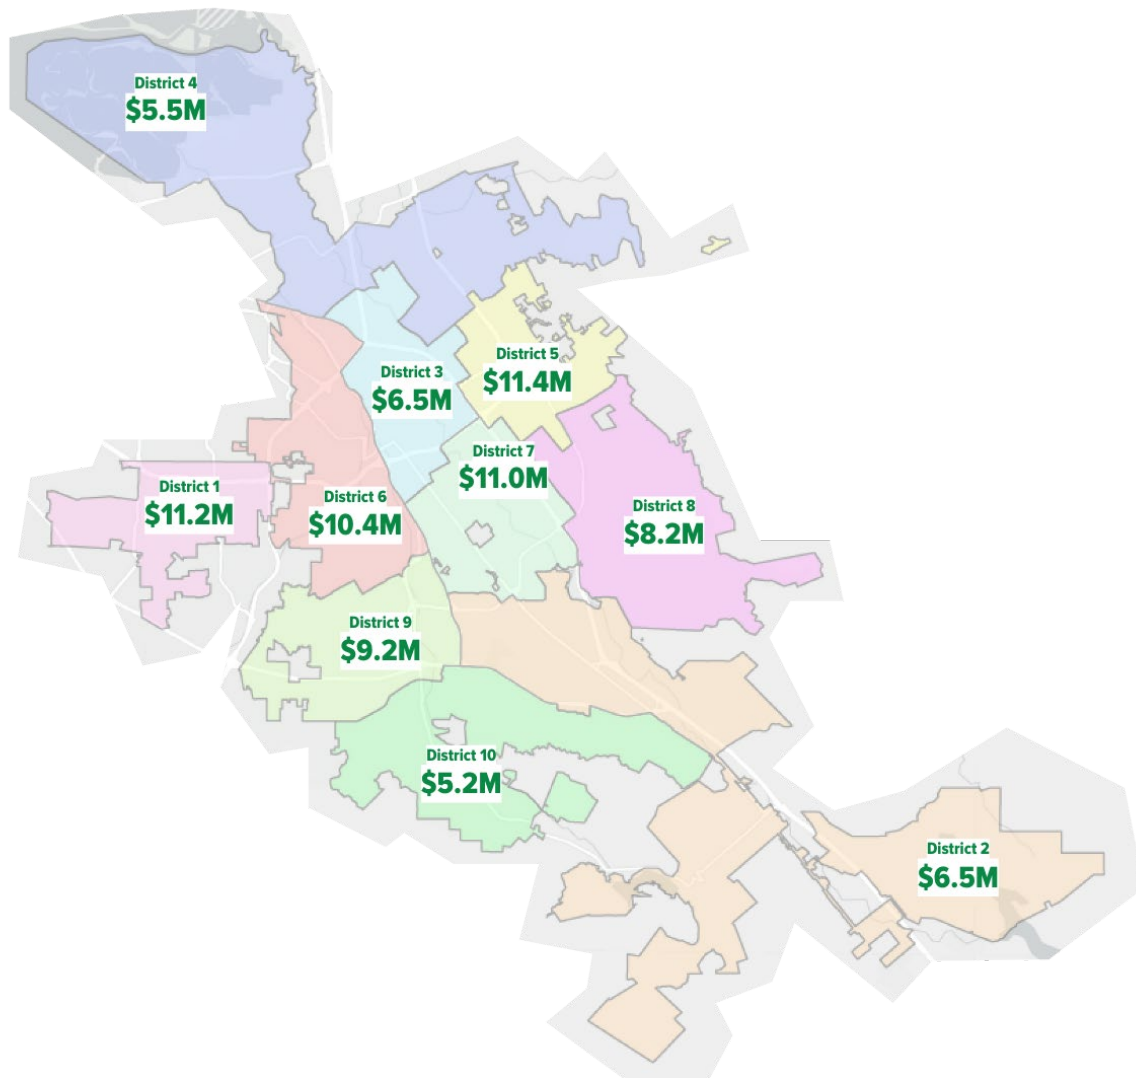 District 4
$5.5M
District 5
$11.4M
District 3
$6.5M
District 7
$11.0M
District 1
$11.2M
District 6
$10.4M
District 8
$8.2M
District 9
$9.2M
District 10
$5.2M
District 2
$6.5M